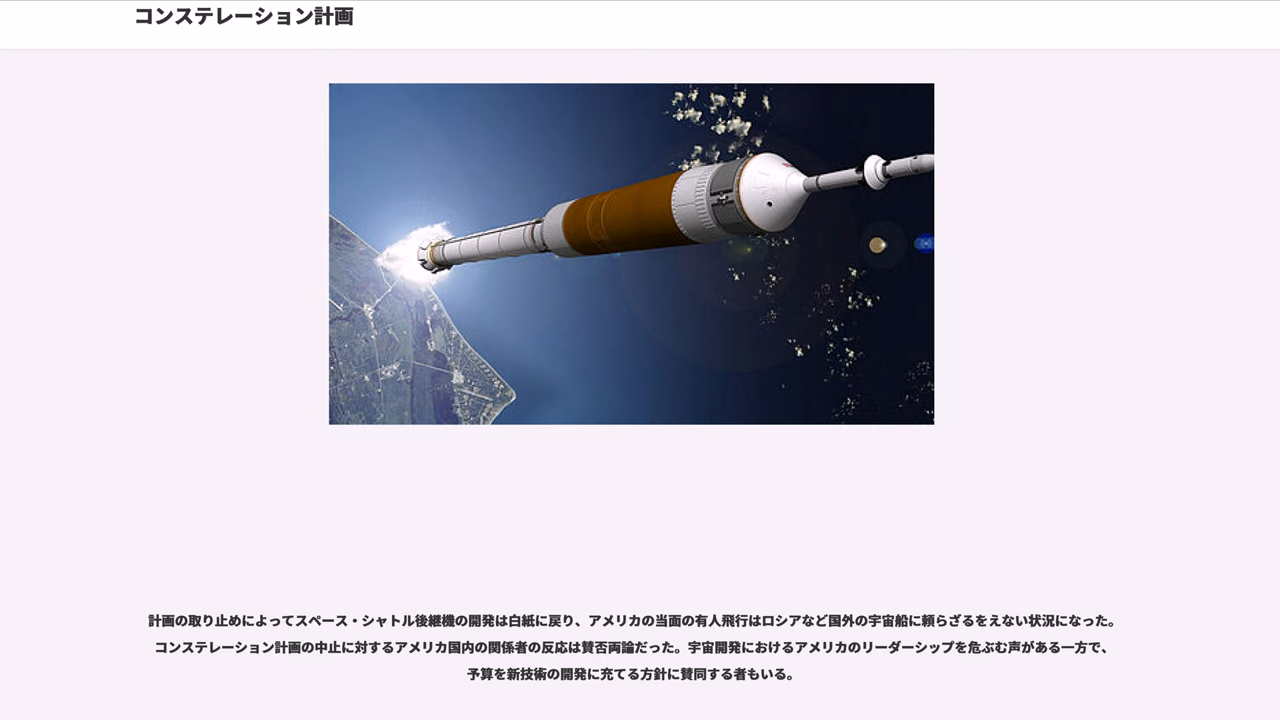 コンステレーション計画
計画の取り止めによってスペース・シャトル後継機の開発は白紙に戻り、アメリカの当面の有人飛行はロシアなど国外の宇宙船に頼らざるをえない状況になった。
コンステレーション計画の中止に対するアメリカ国内の関係者の反応は賛否両論だった。宇宙開発におけるアメリカのリーダーシップを危ぶむ声がある一方で、
予算を新技術の開発に充てる方針に賛同する者もいる。